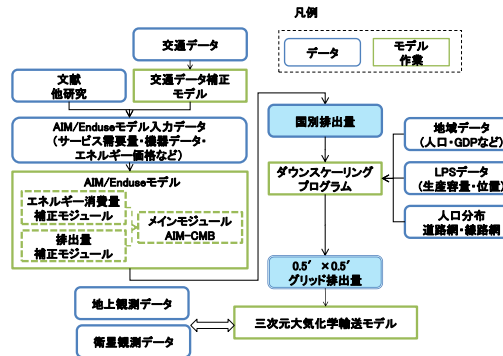 凡例
データ
モデル
作業
交通データ
文献
他研究
交通データ補正
モデル
AIM/Enduseモデル入力データ
(サービス需要量・機器データ・
エネルギー価格など)
AIM/Enduseモデル
エネルギー消費量
補正モジュール
排出量
補正モジュール
メインモジュール
AIM-CMB
国別排出量
ダウンスケーリング
プログラム
地域データ
(人口・GDPなど)
LPSデータ
(生産容量・位置)
人口分布
道路網・線路網
0.5′×0.5′
グリッド排出量
地上観測データ
衛星観測データ
三次元大気化学輸送モデル